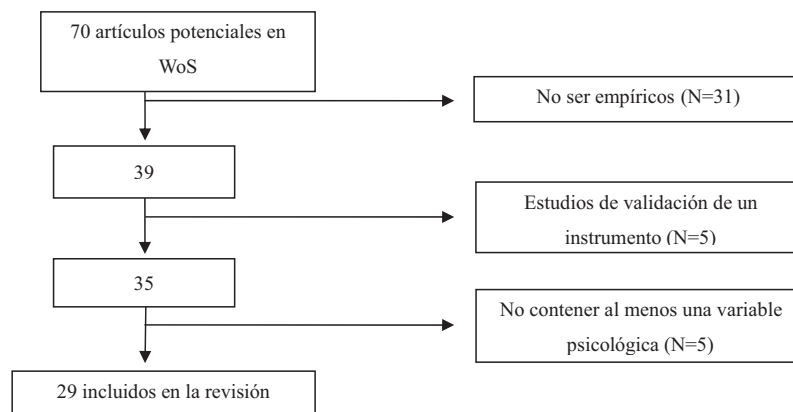 70 artículos potenciales en
WoS
No ser empíricos (N=31)
39
Estudios de validación de un
instrumento (N=5)
35
No contener al menos una variable
psicológica (N=5)
29 incluidos en la revisión